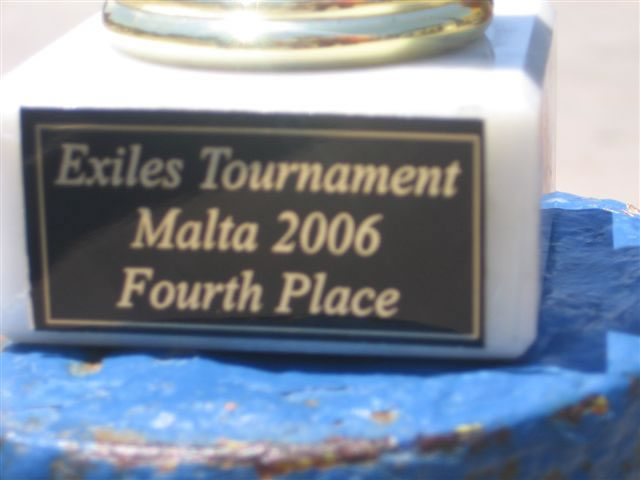 Exiles Tournament
Malta 2006
Fourth Place